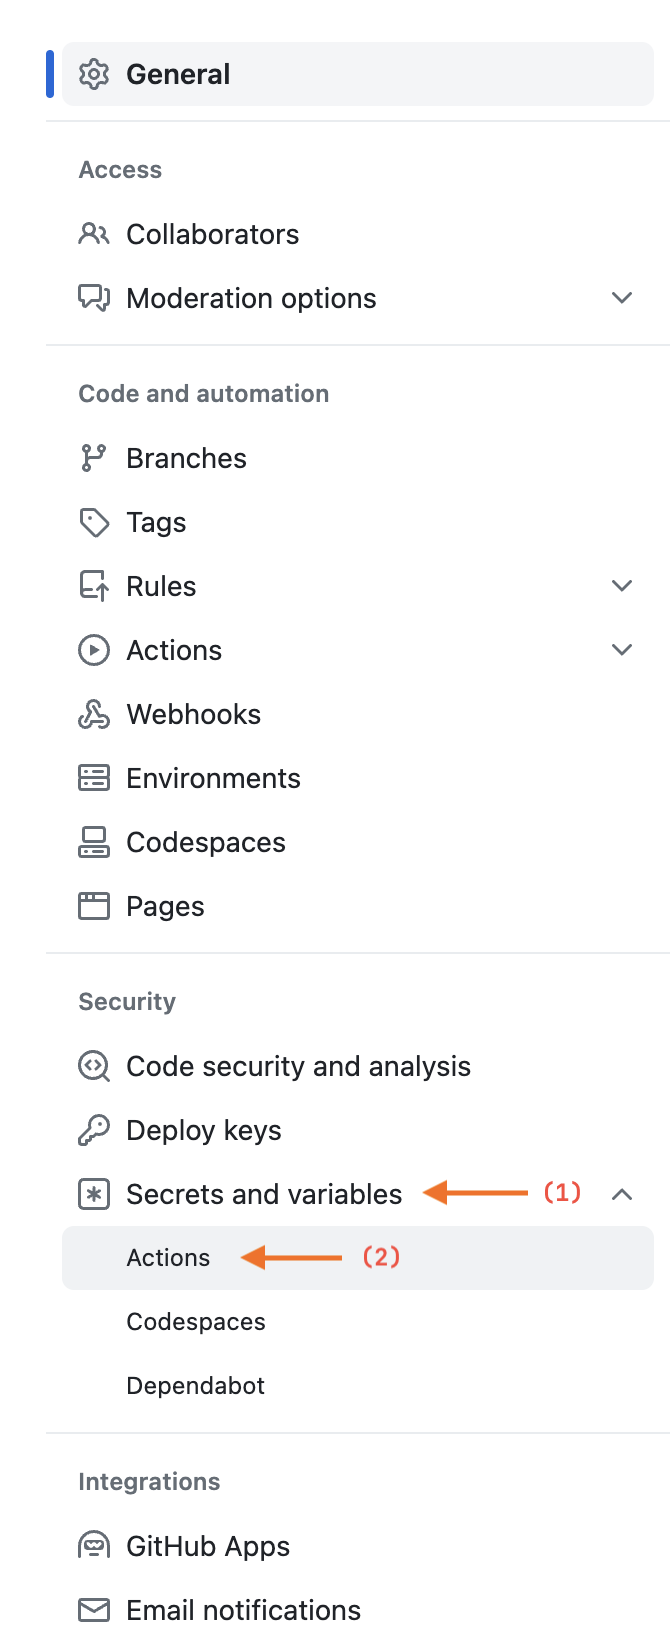 General
Access
Collaborators
Moderation options
Code and automation
Branches
Tags
Rules
Actions
Webhooks
Environments
Codespaces
Pages
Security
Code security and analysis
Deploy keys
Secrets and variables (1)
Actions (2)
Codespaces
Dependabot
Integrations
GitHub Apps
Email notifications